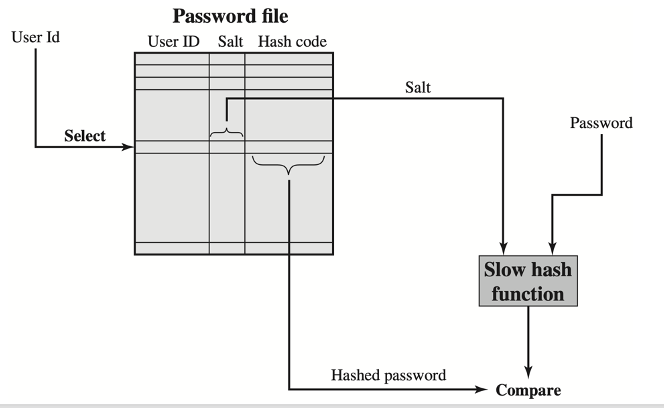 Password file
User Id
User ID Salt Hash code
Salt
Select
Password
Slow hash
function
Hashed password
Compare